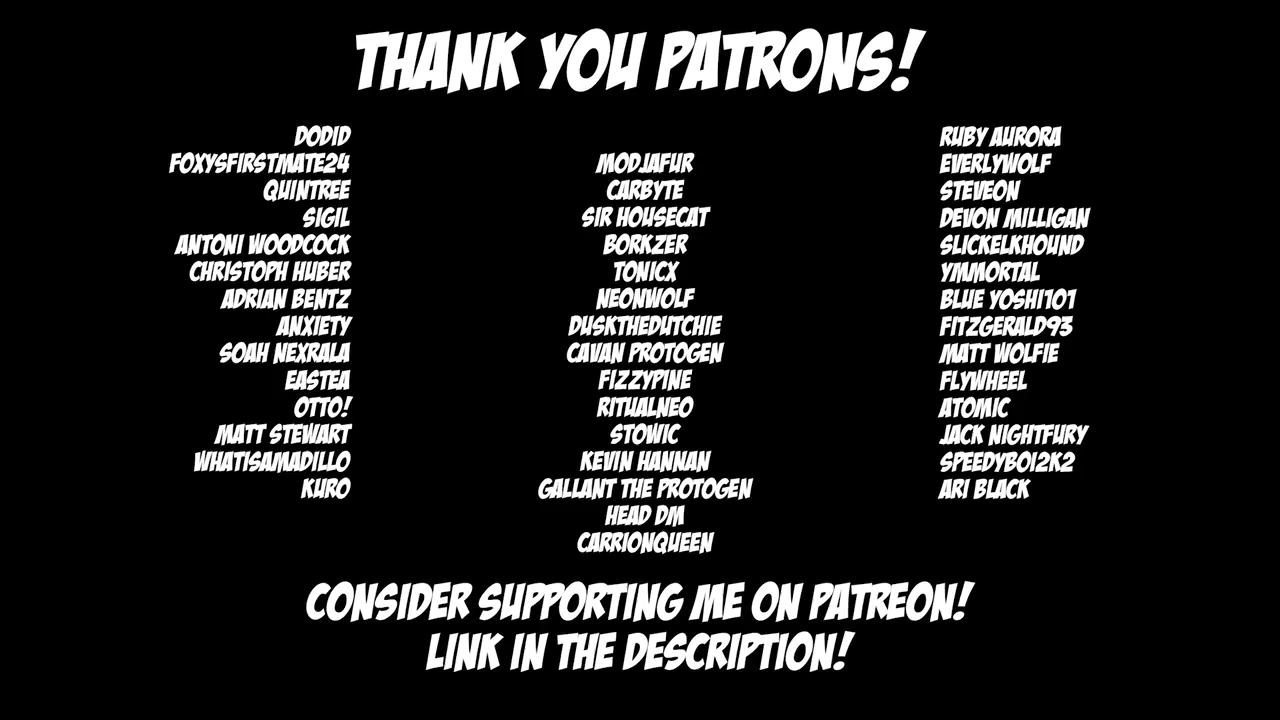 THANK YOU PATRONS!
DODID
FOXYSFIRSTMATE24
QUINTREE
SIGIL
ANTONI WOODCOCK
CHRISTOPH HUBER
ADRIAN BENTZ
ANXIETY
SOAH NEXRALA
EASTEA
OTTO!
MATT STEWART
WHATISAMADILLO
KURO
MODJAFUR
CARBYTE
SIR HOUSECAT
BORKZER
TONICX
NEONWOLF
DUSKTHEDUTCHIE
CAVAN PROTOGEN
FIZZYPINE
RITUALNEO
STOWIC
KEVIN HANNAN
GALLANT THE PROTOGEN
HEAD DM
CARRIONQUEEN
RUBY AURORA
EVERLYWOLF
STEVEON
DEVON MILLIGAN
SLICKELKHOUND
YMMORTAL
BLUE YOSHI101
FITZGERALD93
MATT WOLFIE
FLYWHEEL
ATOMIC
JACK NIGHTFURY
SPEEDYBOI2K2
ARI BLACK
CONSIDER SUPPORTING ME ON PATREON!
LINK IN THE DESCRIPTION!